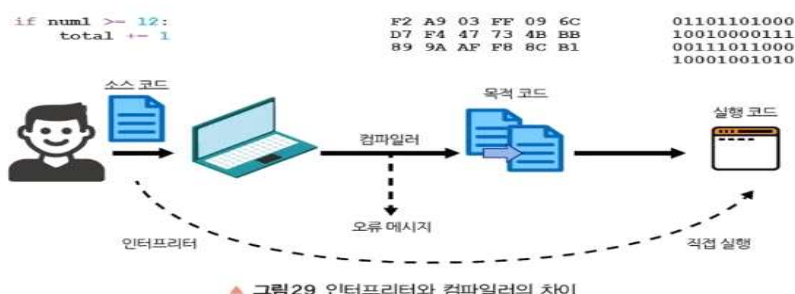 if num1 >= 12:
total += 1
F2 A9 03 FF 09 6C
D7 F4 47 73 4B BB
89 9A AF F8 8C B1
01101101000
10010000111
00111011000
10001001010
소스 코드
목적 코드
실행 코드
컴파일러
오류 메시지
인터프리터
직접 실행
▲ 그림29 인터프리터와 컴파일러의 차이